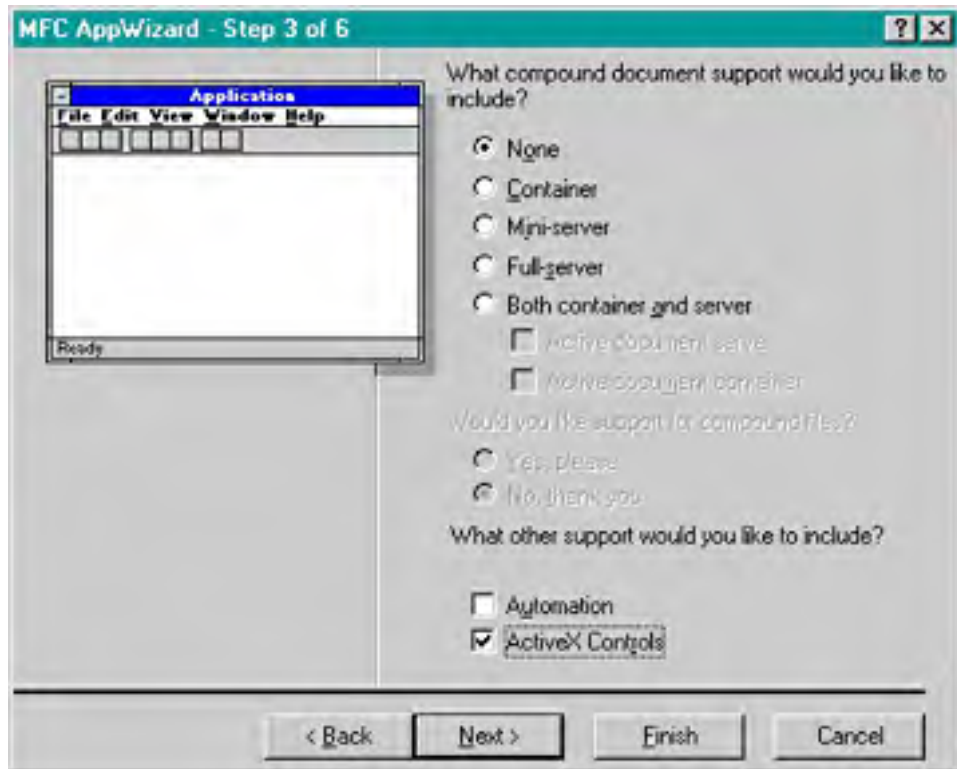 MFC AppWizard - Step 3 of 6
Application
File Edit View Window Help
Ready
What compound document support would you like to
include?
None
Container
Mini-server
Full-server
Both container and server
Active document server
Active document container
Would you like support for compound files?
Yes, please
No, thank you
What other support would you like to include?
Automation
ActiveX Controls
< Back
Next >
Finish
Cancel